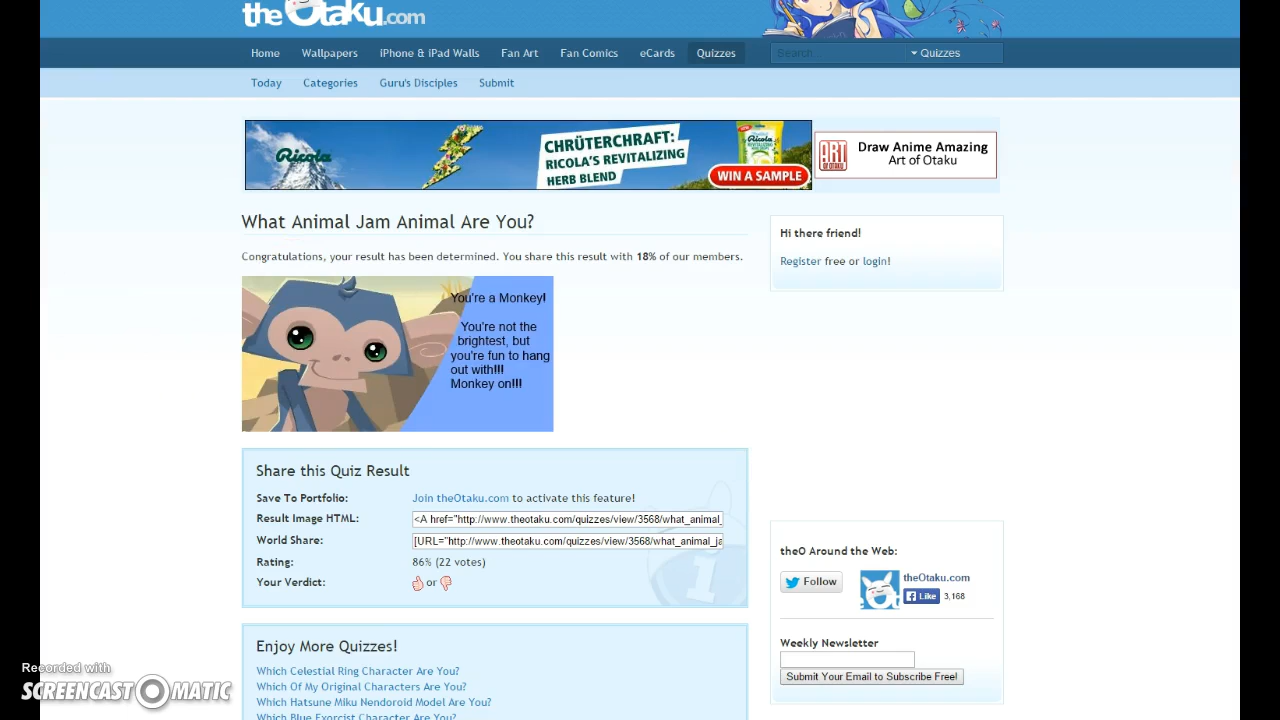 theOtaku.com
Home Wallpapers iPhone & iPad Walls Fan Art Fan Comics eCards Quizzes Search... Quizzes
Today Categories Guru's Disciples Submit
Ricola
CHRÜTERCHRAFT:
RICOLA'S REVITALIZING
HERB BLEND
Ricola
WIN A SAMPLE
ART
OF OTAKU
Draw Anime Amazing
Art of Otaku
What Animal Jam Animal Are You?
Congratulations, your result has been determined. You share this result with 18% of our members.
You're a Monkey!
You're not the
brightest, but
you're fun to hang
out with!!!
Monkey on!!!
Hi there friend!
Register free or login!
Share this Quiz Result
Save To Portfolio: Join theOtaku.com to activate this feature!
Result Image HTML: <A href="http://www.theotaku.com/quizzes/view/3568/what_animal_
World Share: [URL="http://www.theotaku.com/quizzes/view/3568/what_animal_ja
Rating: 86% (22 votes)
Your Verdict: or
Enjoy More Quizzes!
Which Celestial Ring Character Are You?
Which Of My Original Characters Are You?
Which Hatsune Miku Nendoroid Model Are You?
Which Blue Exorcist Character Are You?
theO Around the Web:
Follow
theOtaku.com
Like 3,168
Weekly Newsletter
Submit Your Email to Subscribe Free!
Recorded with
SCREENCAST MATIC